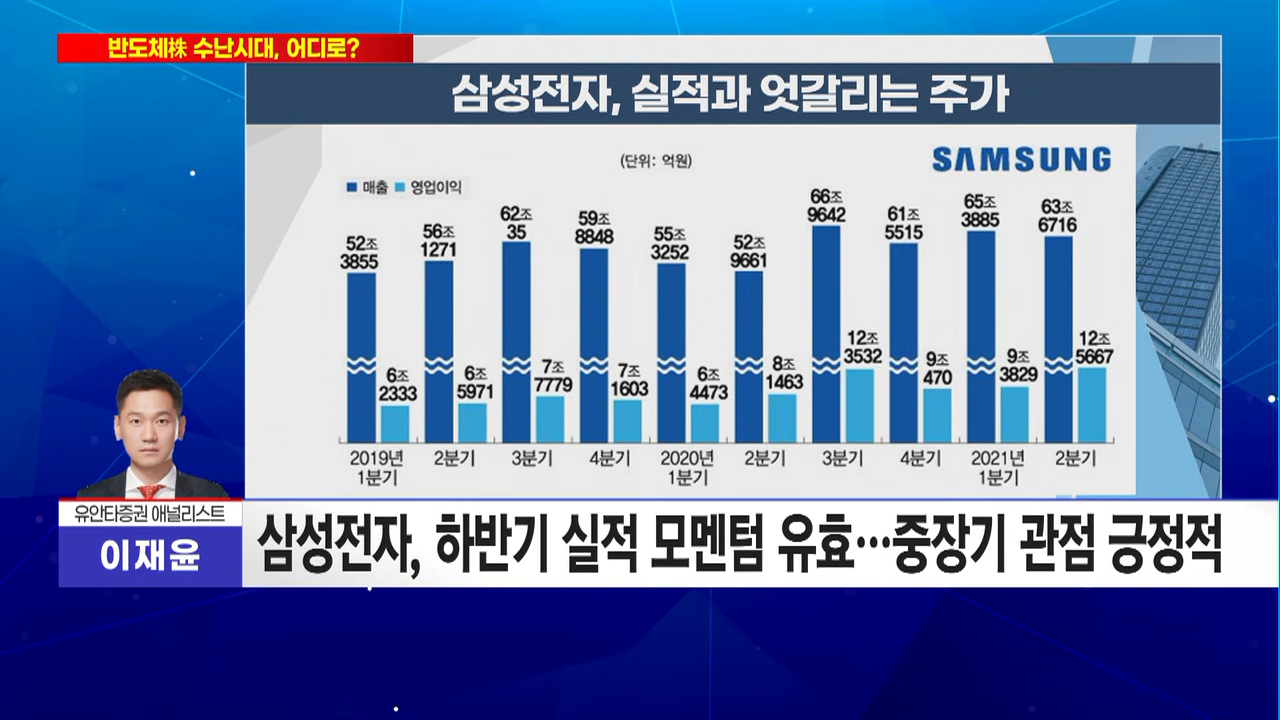 반도체株 수난시대, 어디로?
삼성전자, 실적과 엇갈리는 주가
(단위: 억원)
SAMSUNG
매출 영업이익
52조
3855
6조
2333
56조
1271
6조
5971
62조
35
7조
7779
59조
8848
7조
1603
55조
3252
6조
4473
52조
9661
8조
1463
66조
9642
12조
3532
61조
5515
9조
470
65조
3885
9조
3829
63조
6716
12조
5667
2019년
1분기
2분기
3분기
4분기
2020년
1분기
2분기
3분기
4분기
2021년
1분기
2분기
유안타증권 애널리스트
이재윤
삼성전자, 하반기 실적 모멘텀 유효…중장기 관점 긍정적